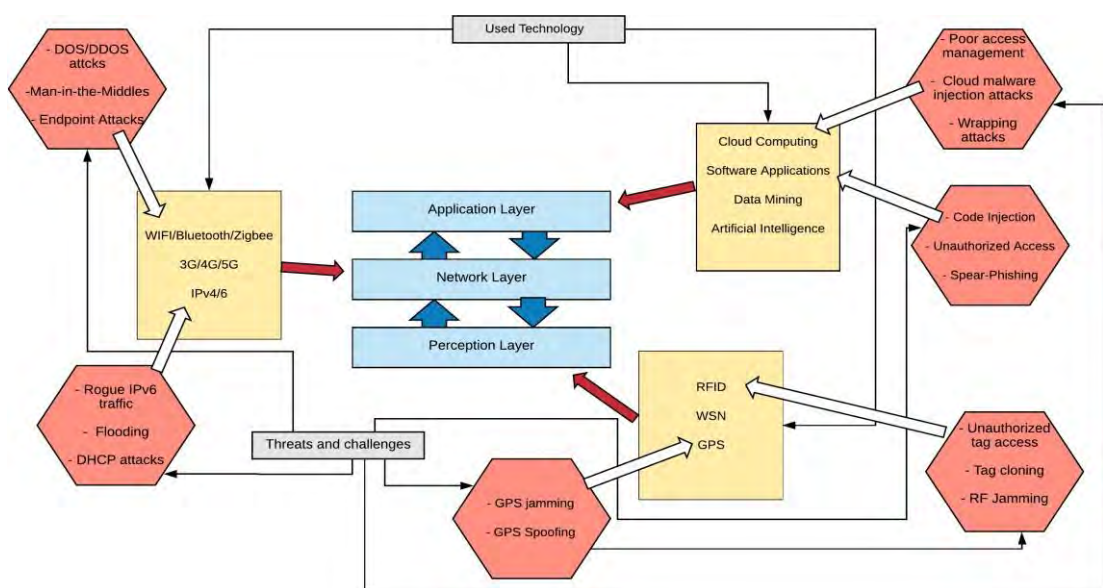 Used Technology
- DOS/DDOS
attcks
-Man-in-the-Middles
- Endpoint Attacks
- Poor access
management
- Cloud malware
injection attacks
- Wrapping
attacks
Cloud Computing
Software Applications
Data Mining
Artificial Intelligence
Application Layer
WIFI/Bluetooth/Zigbee
3G/4G/5G
IPv4/6
- Code Injection
- Unauthorized Access
- Spear-Phishing
Network Layer
Perception Layer
- Rogue IPv6
traffic
- Flooding
- DHCP attacks
Threats and challenges
RFID
WSN
GPS
- Unauthorized
tag access
- Tag cloning
- RF Jamming
- GPS jamming
- GPS Spoofing